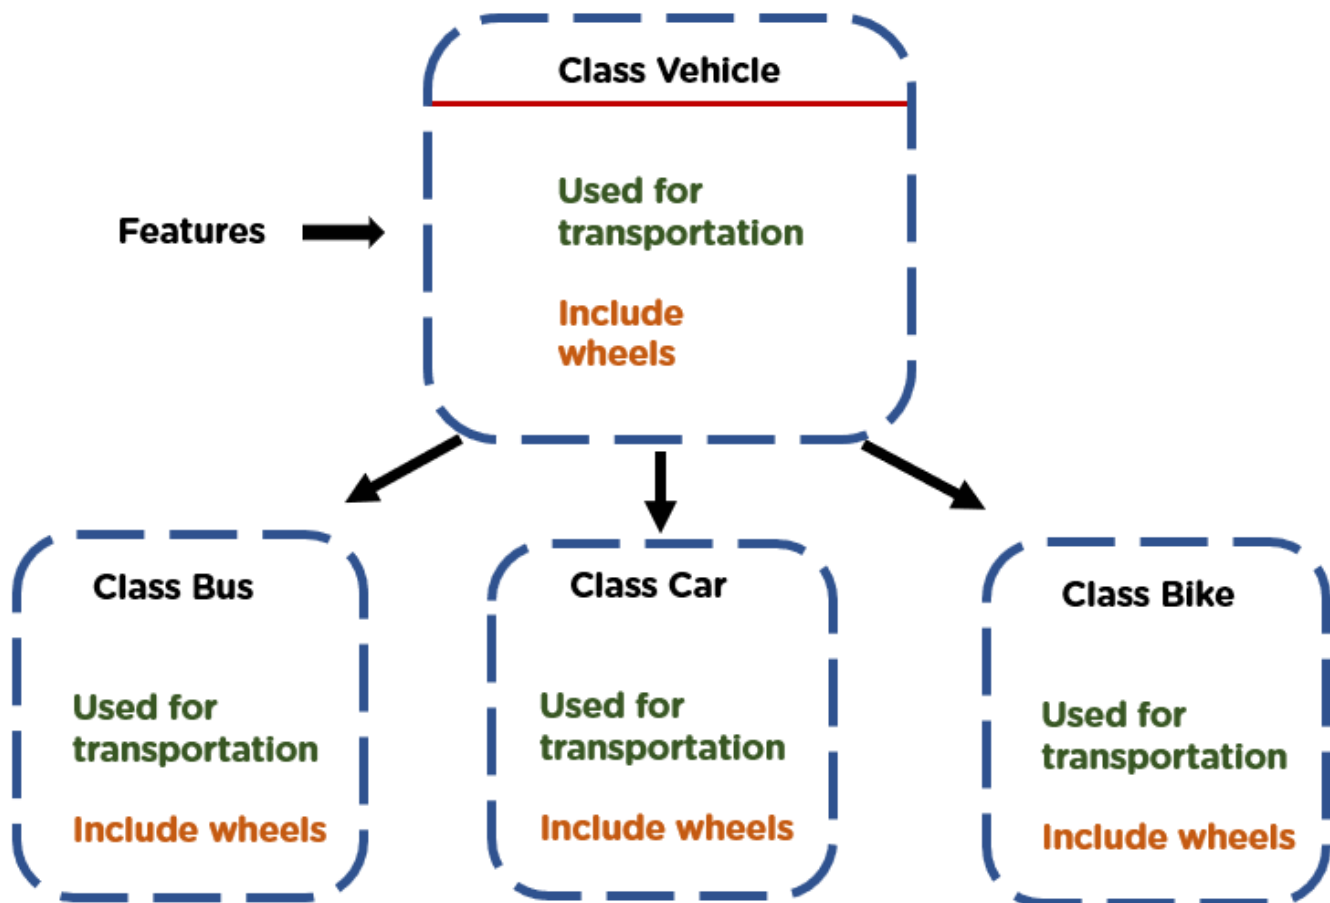 Class Vehicle
Features
Used for
transportation
Include
wheels
Class Bus
Used for
transportation
Include wheels
Class Car
Used for
transportation
Include wheels
Class Bike
Used for
transportation
Include wheels